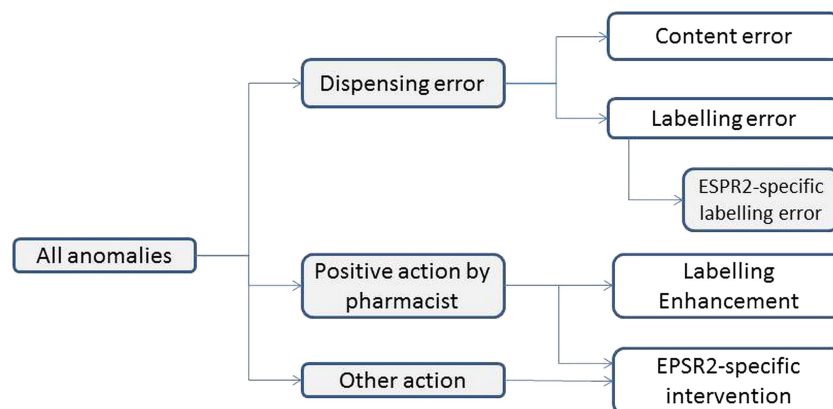 Content error
Dispensing error
Labelling error
ESPR2-specific
labelling error
All anomalies
Positive action by
pharmacist
Labelling
Enhancement
Other action
EPSR2-specific
intervention